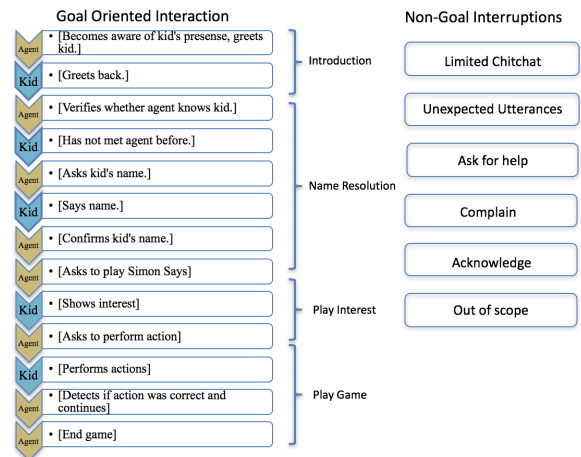 Goal Oriented Interaction
Agent
• [Becomes aware of kid's presense, greets
kid.]
Kid
• [Greets back.]
Agent
• [Verifies whether agent knows kid.]
Kid
• [Has not met agent before.]
Agent
• [Asks kid's name.]
Kid
• [Says name.]
Agent
• [Confirms kid's name.]
Agent
• [Asks to play Simon Says]
Kid
• [Shows interest]
Agent
• [Asks to perform action]
Kid
• [Performs actions]
Agent
• [Detects if action was correct and
continues]
Agent
• [End game]
Introduction
Name Resolution
Play Interest
Play Game
Non-Goal Interruptions
Limited Chitchat
Unexpected Utterances
Ask for help
Complain
Acknowledge
Out of scope